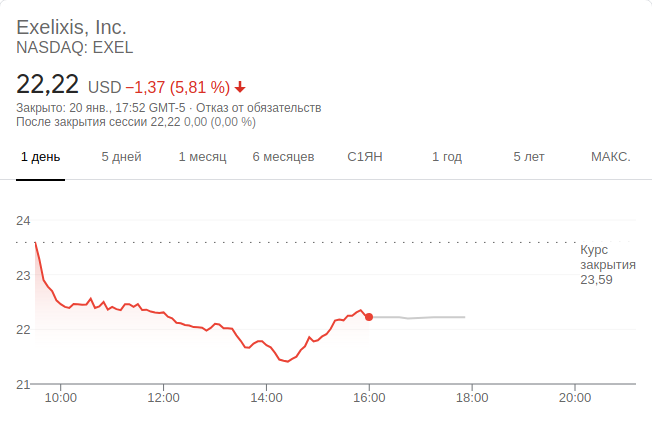 Exelixis, Inc.
NASDAQ: EXEL
22,22 USD −1,37 (5,81 %)
Закрыто: 20 янв., 17:52 GMT-5 · Отказ от обязательств
После закрытия сессии 22,22 0,00 (0,00 %)
1 день 5 дней 1 месяц 6 месяцев С1ЯН 1 год 5 лет МАКС.
24
Курс
закрытия
23,59
23
22
21
10:00 12:00 14:00 16:00 18:00 20:00